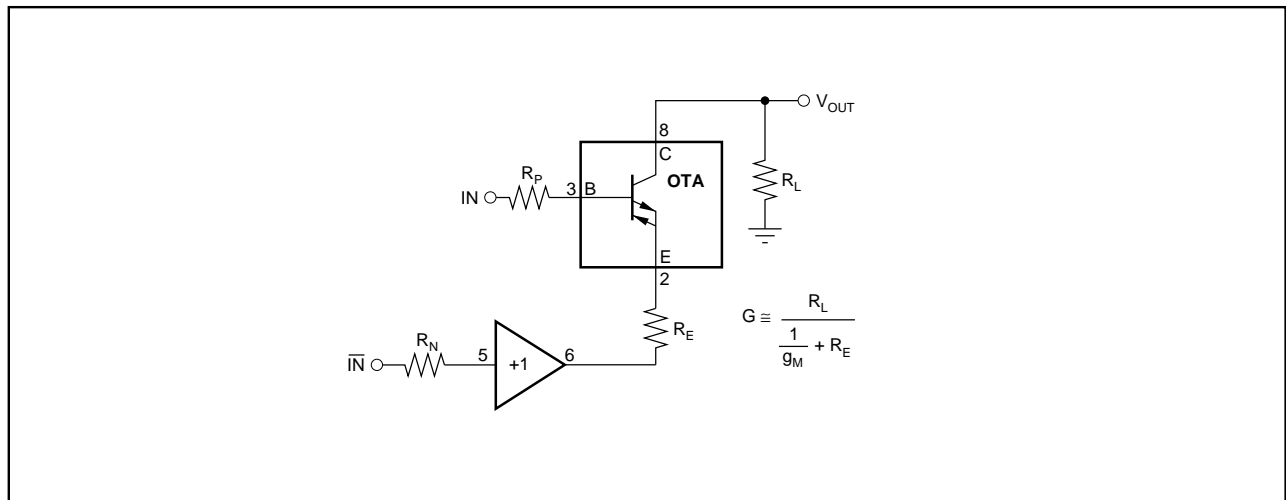 V_OUT
8
C
OTA
R_P
R_L
IN
3
B
E
2
R_E
G ≅ R_L / (1/g_M + R_E)
R_N
IN̅
5
+1
6